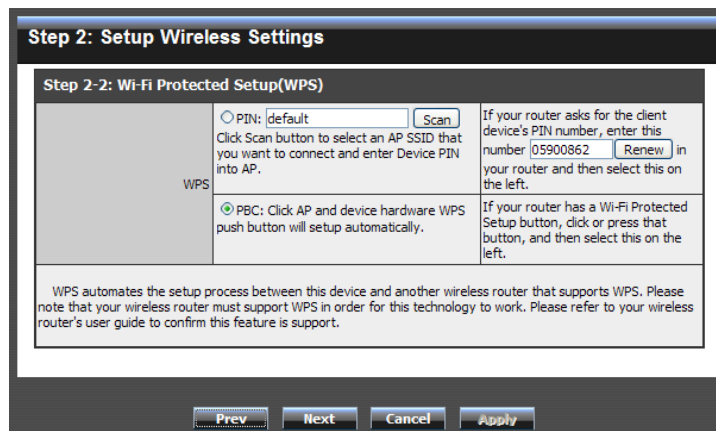 Step 2: Setup Wireless Settings
Step 2-2: Wi-Fi Protected Setup(WPS)
WPS
PIN: default Scan
Click Scan button to select an AP SSID that
you want to connect and enter Device PIN
into AP.
If your router asks for the client
device's PIN number, enter this
number 05900862 Renew in
your router and then select this on
the left.
PBC: Click AP and device hardware WPS
push button will setup automatically.
If your router has a Wi-Fi Protected
Setup button, click or press that
button, and then select this on the
left.
WPS automates the setup process between this device and another wireless router that supports WPS. Please
note that your wireless router must support WPS in order for this technology to work. Please refer to your wireless
router's user guide to confirm this feature is support.
Prev Next Cancel Apply